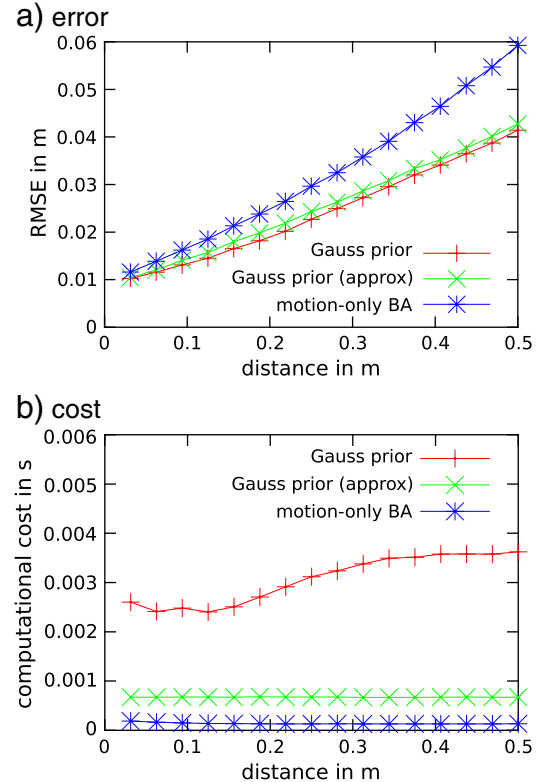 a) error
0.06
0.05
0.04
0.03
0.02
0.01
0
RMSE in m
Gauss prior
Gauss prior (approx)
motion-only BA
0 0.1 0.2 0.3 0.4 0.5
distance in m
b) cost
0.006
0.005
0.004
0.003
0.002
0.001
0
computational cost in s
Gauss prior
Gauss prior (approx)
motion-only BA
0 0.1 0.2 0.3 0.4 0.5
distance in m